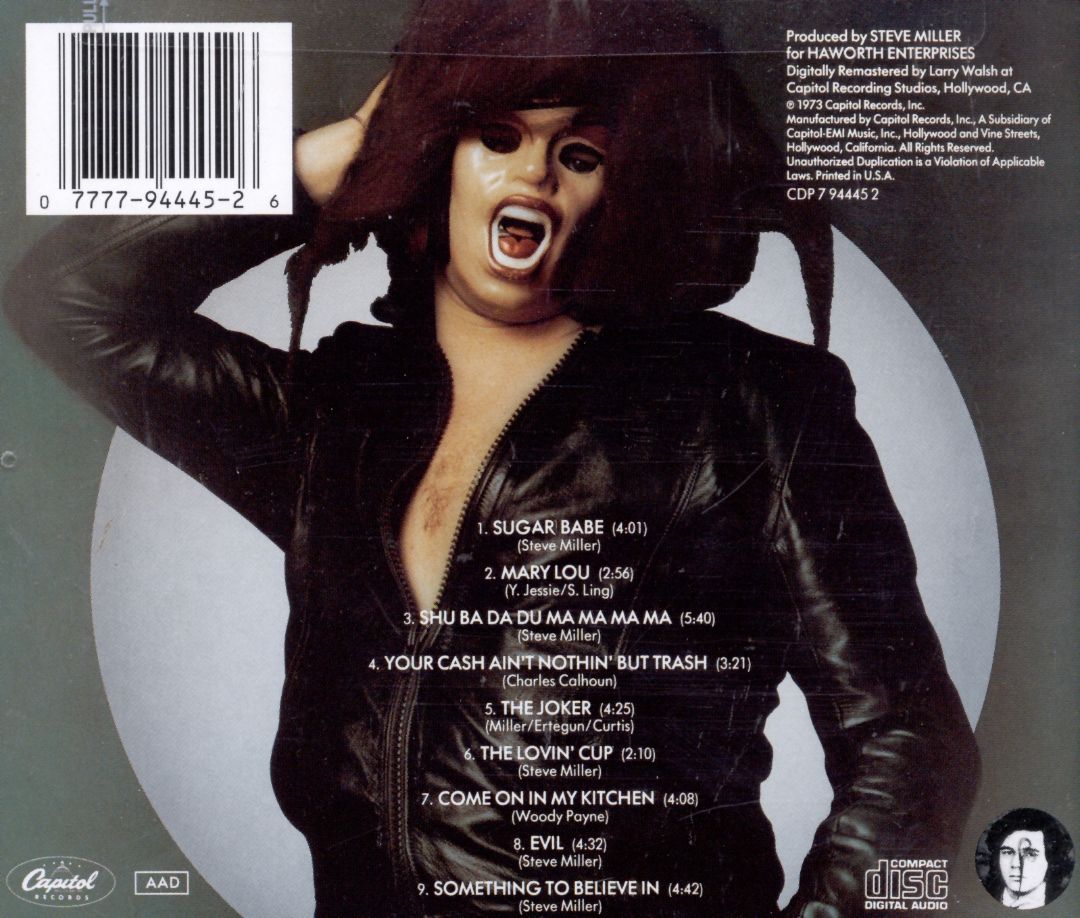 PULL
0 7777-94445-2 6
Produced by STEVE MILLER
for HAWORTH ENTERPRISES
Digitally Remastered by Larry Walsh at
Capitol Recording Studios, Hollywood, CA
℗ 1973 Capitol Records, Inc.
Manufactured by Capitol Records, Inc., A Subsidiary of
Capitol-EMI Music, Inc., Hollywood and Vine Streets,
Hollywood, California. All Rights Reserved.
Unauthorized Duplication is a Violation of Applicable
Laws. Printed in U.S.A.
CDP 7 94445 2
1. SUGAR BABE (4:01)
(Steve Miller)
2. MARY LOU (2:56)
(Y. Jessie/S. Ling)
3. SHU BA DA DU MA MA MA MA (5:40)
(Steve Miller)
4. YOUR CASH AIN'T NOTHIN' BUT TRASH (3:21)
(Charles Calhoun)
5. THE JOKER (4:25)
(Miller/Ertegun/Curtis)
6. THE LOVIN' CUP (2:10)
(Steve Miller)
7. COME ON IN MY KITCHEN (4:08)
(Woody Payne)
8. EVIL (4:32)
(Steve Miller)
9. SOMETHING TO BELIEVE IN (4:42)
(Steve Miller)
Capitol
RECORDS
AAD
COMPACT
disc
DIGITAL AUDIO